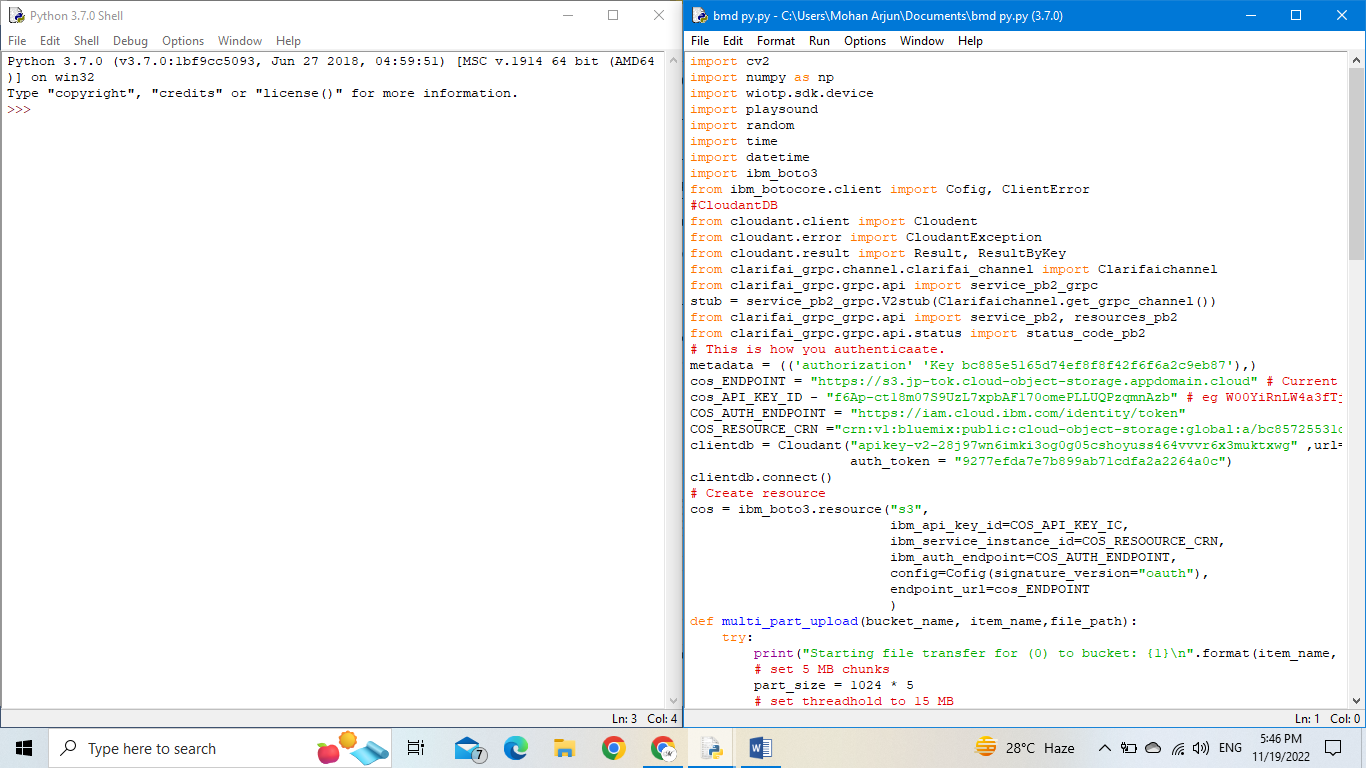 Python 3.7.0 Shell
File Edit Shell Debug Options Window Help
Python 3.7.0 (v3.7.0:1bf9cc5093, Jun 27 2018, 04:59:51) [MSC v.1914 64 bit (AMD64
)] on win32
Type "copyright", "credits" or "license()" for more information.
>>>
Ln: 3 Col: 4
bmd py.py - C:\Users\Mohan Arjun\Documents\bmd py.py (3.7.0)
File Edit Format Run Options Window Help
import cv2
import numpy as np
import wiotp.sdk.device
import playsound
import random
import time
import datetime
import ibm_boto3
from ibm_botocore.client import Cofig, ClientError
#CloudantDB
from cloudant.client import Cloudent
from cloudant.error import CloudantException
from cloudant.result import Result, ResultByKey
from clarifai_grpc.channel.clarifai_channel import Clarifaichannel
from clarifai_grpc.grpc.api import service_pb2_grpc
stub = service_pb2_grpc.V2stub(Clarifaichannel.get_grpc_channel())
from clarifai_grpc_grpc.api import service_pb2, resources_pb2
from clarifai_grpc.grpc.api.status import status_code_pb2
# This is how you authenticaate.
metadata = (('authorization' 'Key bc885e5165d74ef8f8f42f6f6a2c9eb87'),)
cos_ENDPOINT = "https://s3.jp-tok.cloud-object-storage.appdomain.cloud" # Current
cos_API_KEY_ID - "f6Ap-ct18m07S9UzL7xpbAFl70omePLLUQPzqmnAzb" # eg W00YiRnLW4a3fTj
COS_AUTH_ENDPOINT = "https://iam.cloud.ibm.com/identity/token"
COS_RESOURCE_CRN ="crn:v1:bluemix:public:cloud-object-storage:global:a/bc85725531c
clientdb = Cloudant("apikey-v2-28j97wn6imki3og0g05cshoyuss464vvvr6x3muktxwg" ,url=
auth_token = "9277efda7e7b899ab71cdfa2a2264a0c")
clientdb.connect()
# Create resource
cos = ibm_boto3.resource("s3",
ibm_api_key_id=COS_API_KEY_IC,
ibm_service_instance_id=COS_RESOOURCE_CRN,
ibm_auth_endpoint=COS_AUTH_ENDPOINT,
config=Cofig(signature_version="oauth"),
endpoint_url=cos_ENDPOINT
)
def multi_part_upload(bucket_name, item_name,file_path):
try:
print("Starting file transfer for (0) to bucket: {1}\n".format(item_name,
# set 5 MB chunks
part_size = 1024 * 5
# set threadhold to 15 MB
Ln: 1 Col: 0
Type here to search
7
28°C Haze
ENG
5:46 PM
11/19/2022